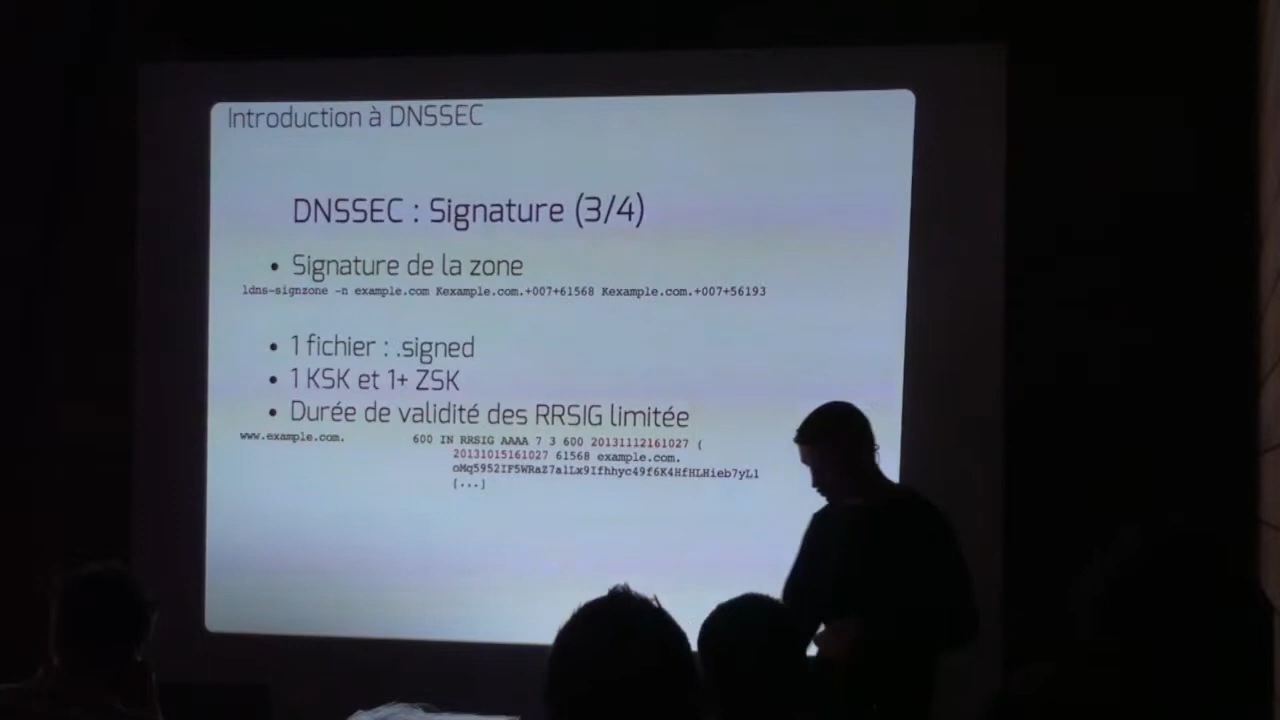 Introduction à DNSSEC
DNSSEC : Signature (3/4)
• Signature de la zone
ldns-signzone -n example.com Kexample.com.+007+61568 Kexample.com.+007+56193
• 1 fichier : .signed
• 1 KSK et 1+ ZSK
• Durée de validité des RRSIG limitée
www.example.com. 600 IN RRSIG AAAA 7 3 600 20131112161027 (
20131015161027 61568 example.com.
oMq5952IF5WRaZ7alLx9Ifhhyc49f6K4HfHLHieb7yL1
[...]